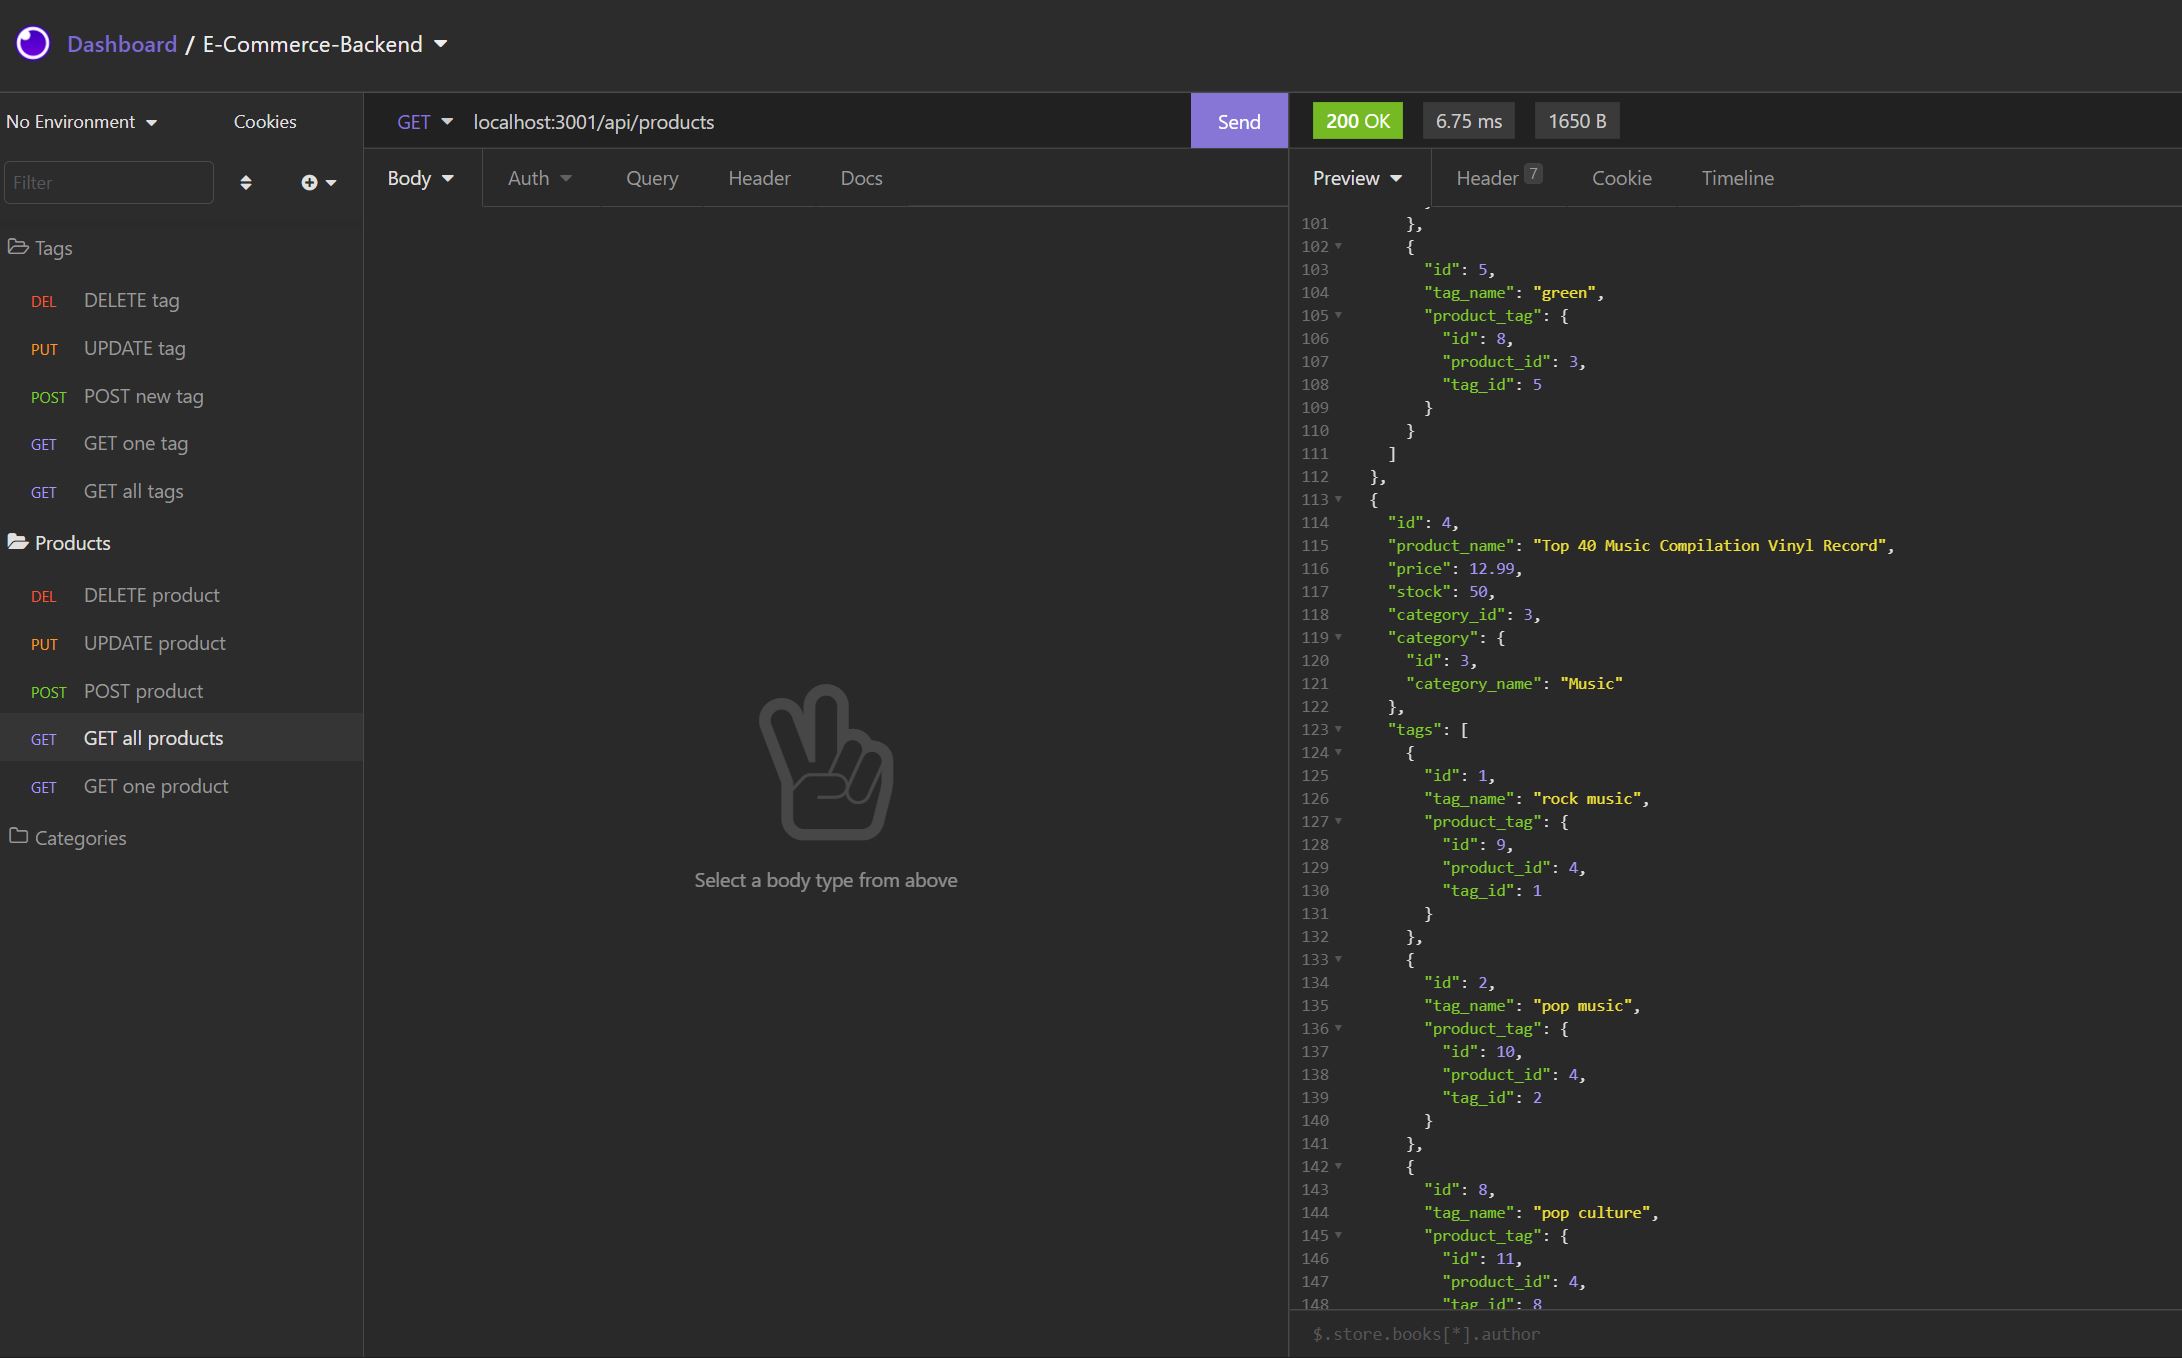 Dashboard / E-Commerce-Backend
No Environment
Cookies
Filter
Tags
DEL DELETE tag
PUT UPDATE tag
POST POST new tag
GET GET one tag
GET GET all tags
Products
DEL DELETE product
PUT UPDATE product
POST POST product
GET GET all products
GET GET one product
Categories
GET localhost:3001/api/products Send
Body Auth Query Header Docs
Select a body type from above
200 OK 6.75 ms 1650 B
Preview Header 7 Cookie Timeline
101 },
102 {
103 "id": 5,
104 "tag_name": "green",
105 "product_tag": {
106 "id": 8,
107 "product_id": 3,
108 "tag_id": 5
109 }
110 }
111 ]
112 },
113 {
114 "id": 4,
115 "product_name": "Top 40 Music Compilation Vinyl Record",
116 "price": 12.99,
117 "stock": 50,
118 "category_id": 3,
119 "category": {
120 "id": 3,
121 "category_name": "Music"
122 },
123 "tags": [
124 {
125 "id": 1,
126 "tag_name": "rock music",
127 "product_tag": {
128 "id": 9,
129 "product_id": 4,
130 "tag_id": 1
131 }
132 },
133 {
134 "id": 2,
135 "tag_name": "pop music",
136 "product_tag": {
137 "id": 10,
138 "product_id": 4,
139 "tag_id": 2
140 }
141 },
142 {
143 "id": 8,
144 "tag_name": "pop culture",
145 "product_tag": {
146 "id": 11,
147 "product_id": 4,
148 "tag_id": 8
$.store.books[*].author